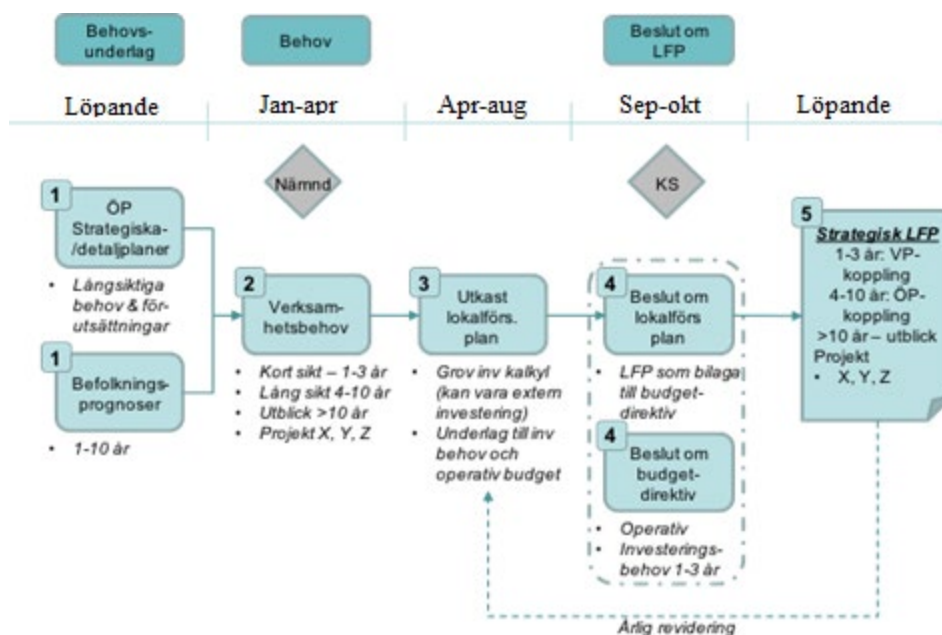 Behovs-
underlag
Behov
Beslut om
LFP
Löpande
Jan-apr
Apr-aug
Sep-okt
Löpande
Nämnd
KS
1
ÖP
Strategiska-
/detaljplaner
• Långsiktiga
behov & för-
utsättningar
1
Befolknings-
prognoser
• 1-10 år
2
Verksam-
hetsbehov
• Kort sikt – 1-3 år
• Lång sikt 4-10 år
• Utblick >10 år
• Projekt X, Y, Z
3
Utkast
lokalförs.
plan
• Grov inv kalkyl
(kan vara extern
investering)
• Underlag till inv
behov och
operativ budget
4
Beslut om
lokalförs
plan
• LFP som bilaga
till budget-
direktiv
4
Beslut om
budget-
direktiv
• Operativ
• Investerings-
behov 1-3 år
5
Strategisk LFP
1-3 år: VP-
koppling
4-10 år: ÖP-
koppling
>10 år – utblick
Projekt
• X, Y, Z
Årlig revidering